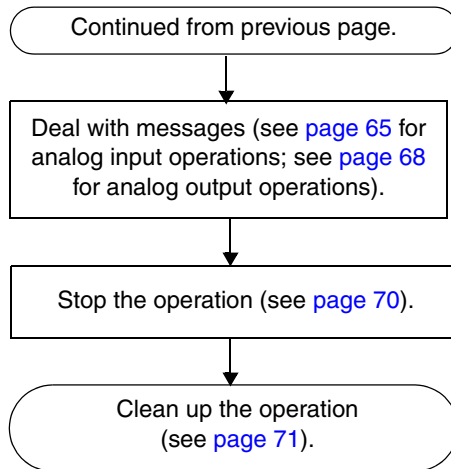 Continued from previous page.
Deal with messages (see page 65 for
analog input operations; see page 68
for analog output operations).
Stop the operation (see page 70).
Clean up the operation
(see page 71).